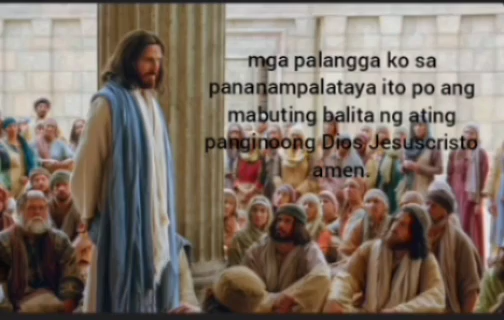 mga palangga ko sa
pananampalataya ito po ang
mabuting balita ng ating
panginoong Dios Jesuscristo
amen.